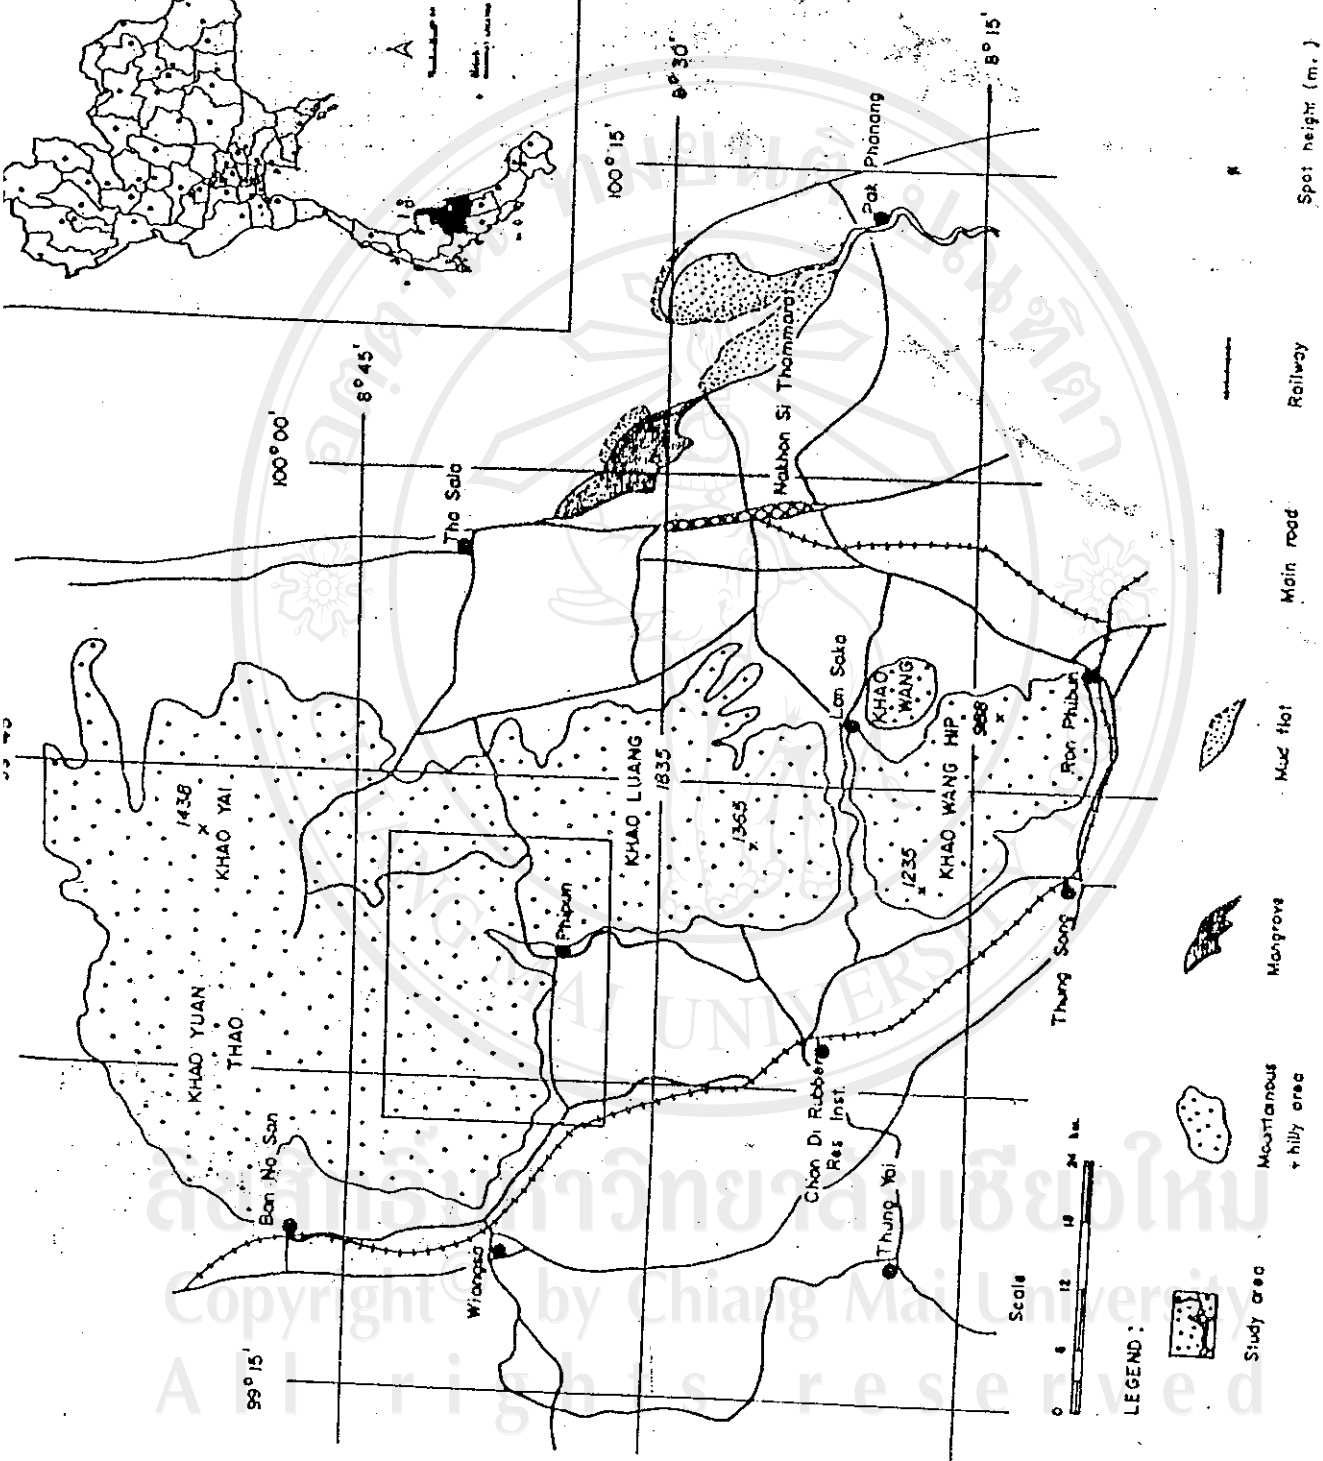 100° 15'
8° 30'
8° 15'
100° 00'
8° 45'
99° 15'
Pak Phanang
Nakhon Si Thammarat
Tha Sala
Lan Saka
KHAO
WANG
KHAO WANG HIP
988
1235
Ron Phibun
KHAO LUANG
1835
1365
1438
KHAO YAI
KHAO YUAN
THAO
Phipun
Ban Na San
Wiangsa
Chan Di Rubber
Res Inst.
Thung Song
Thung Yai
Scale
0 6 12 18 24 km.
LEGEND :
Study area
Mountanous
+ hilly area
Mangrove
Mud flat
Main road
Railway
Spot height (m.)
ลิขสิทธิ์มหาวิทยาลัยเชียงใหม่
Copyright © by Chiang Mai University
All rights reserved